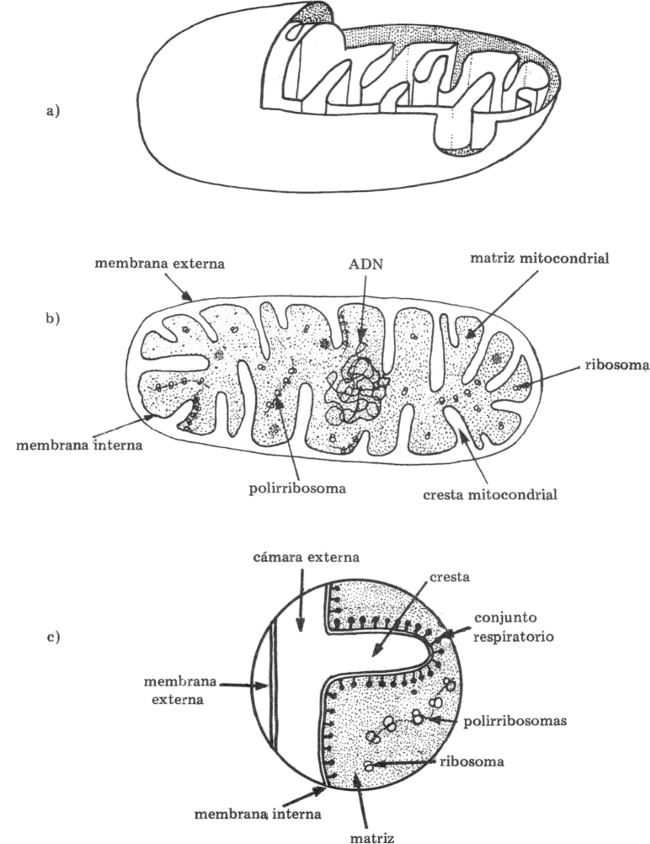 a)
membrana externa
ADN
matriz mitocondrial
b)
ribosoma
membrana interna
polirribosoma
cresta mitocondrial
cámara externa
cresta
c)
conjunto
respiratorio
membrana
externa
polirribosomas
ribosoma
membrana interna
matriz